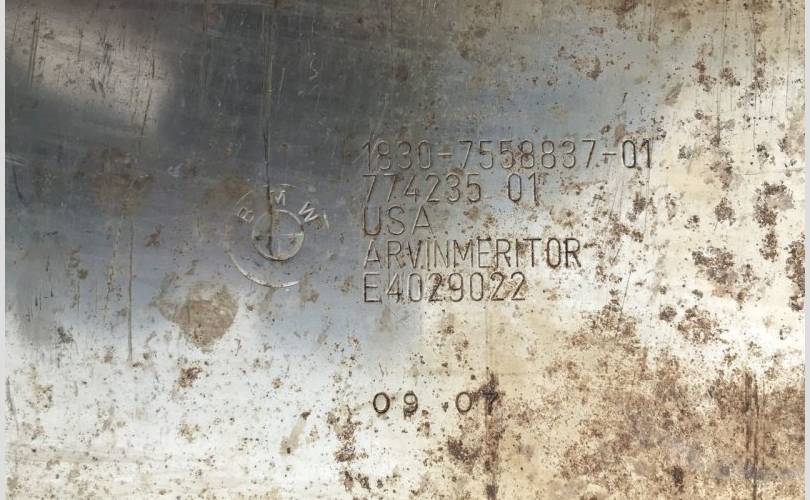 1830-7558837-01
774235 01
USA
BMW
ARVINMERITOR
E4029022
09 07